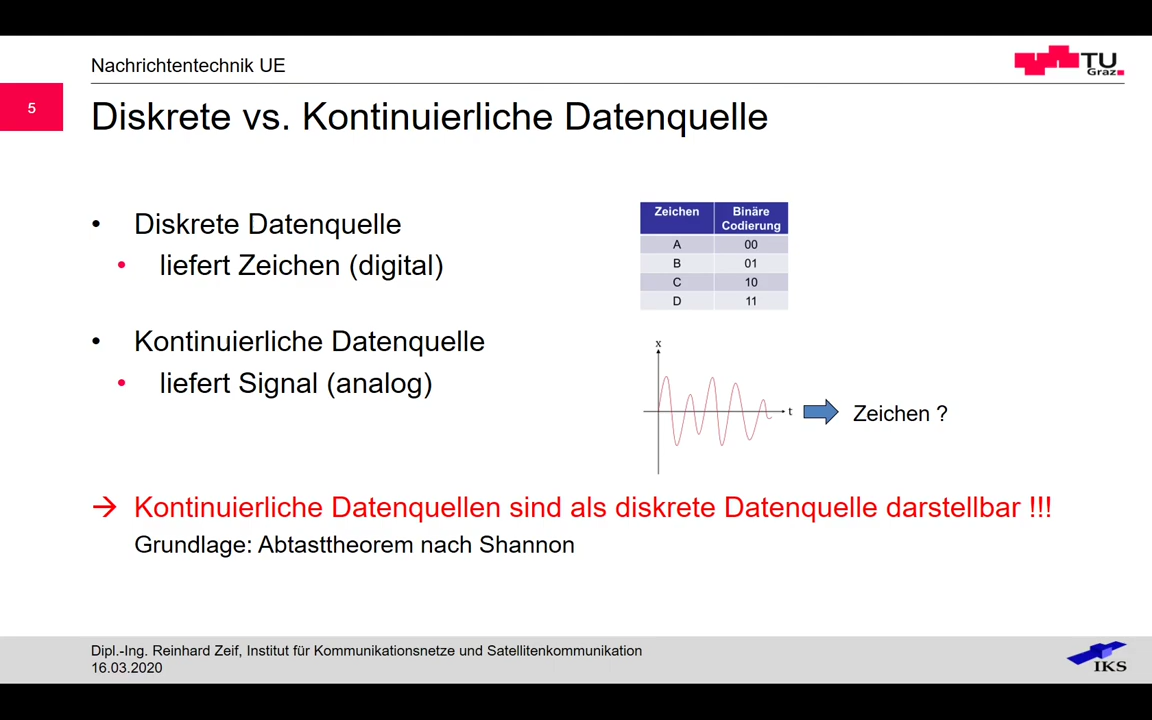 Nachrichtentechnik UE
TU
Graz
5
Diskrete vs. Kontinuierliche Datenquelle
• Diskrete Datenquelle
• liefert Zeichen (digital)
Zeichen Binäre Codierung
A 00
B 01
C 10
D 11
• Kontinuierliche Datenquelle
• liefert Signal (analog)
x
t
Zeichen ?
→ Kontinuierliche Datenquellen sind als diskrete Datenquelle darstellbar !!!
Grundlage: Abtasttheorem nach Shannon
Dipl.-Ing. Reinhard Zeif, Institut für Kommunikationsnetze und Satellitenkommunikation
16.03.2020
IKS